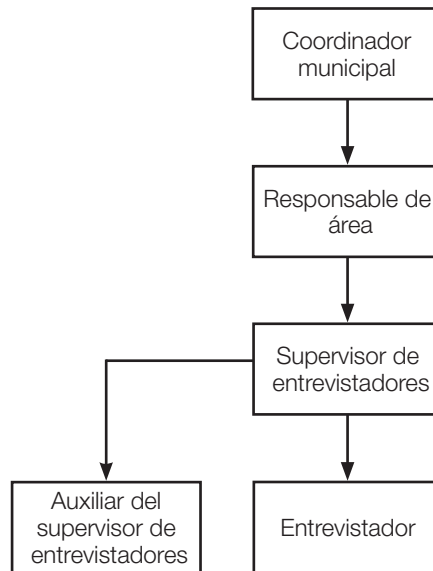 Coordinador
municipal
Responsable de
área
Supervisor de
entrevistadores
Auxiliar del
supervisor de
entrevistadores
Entrevistador